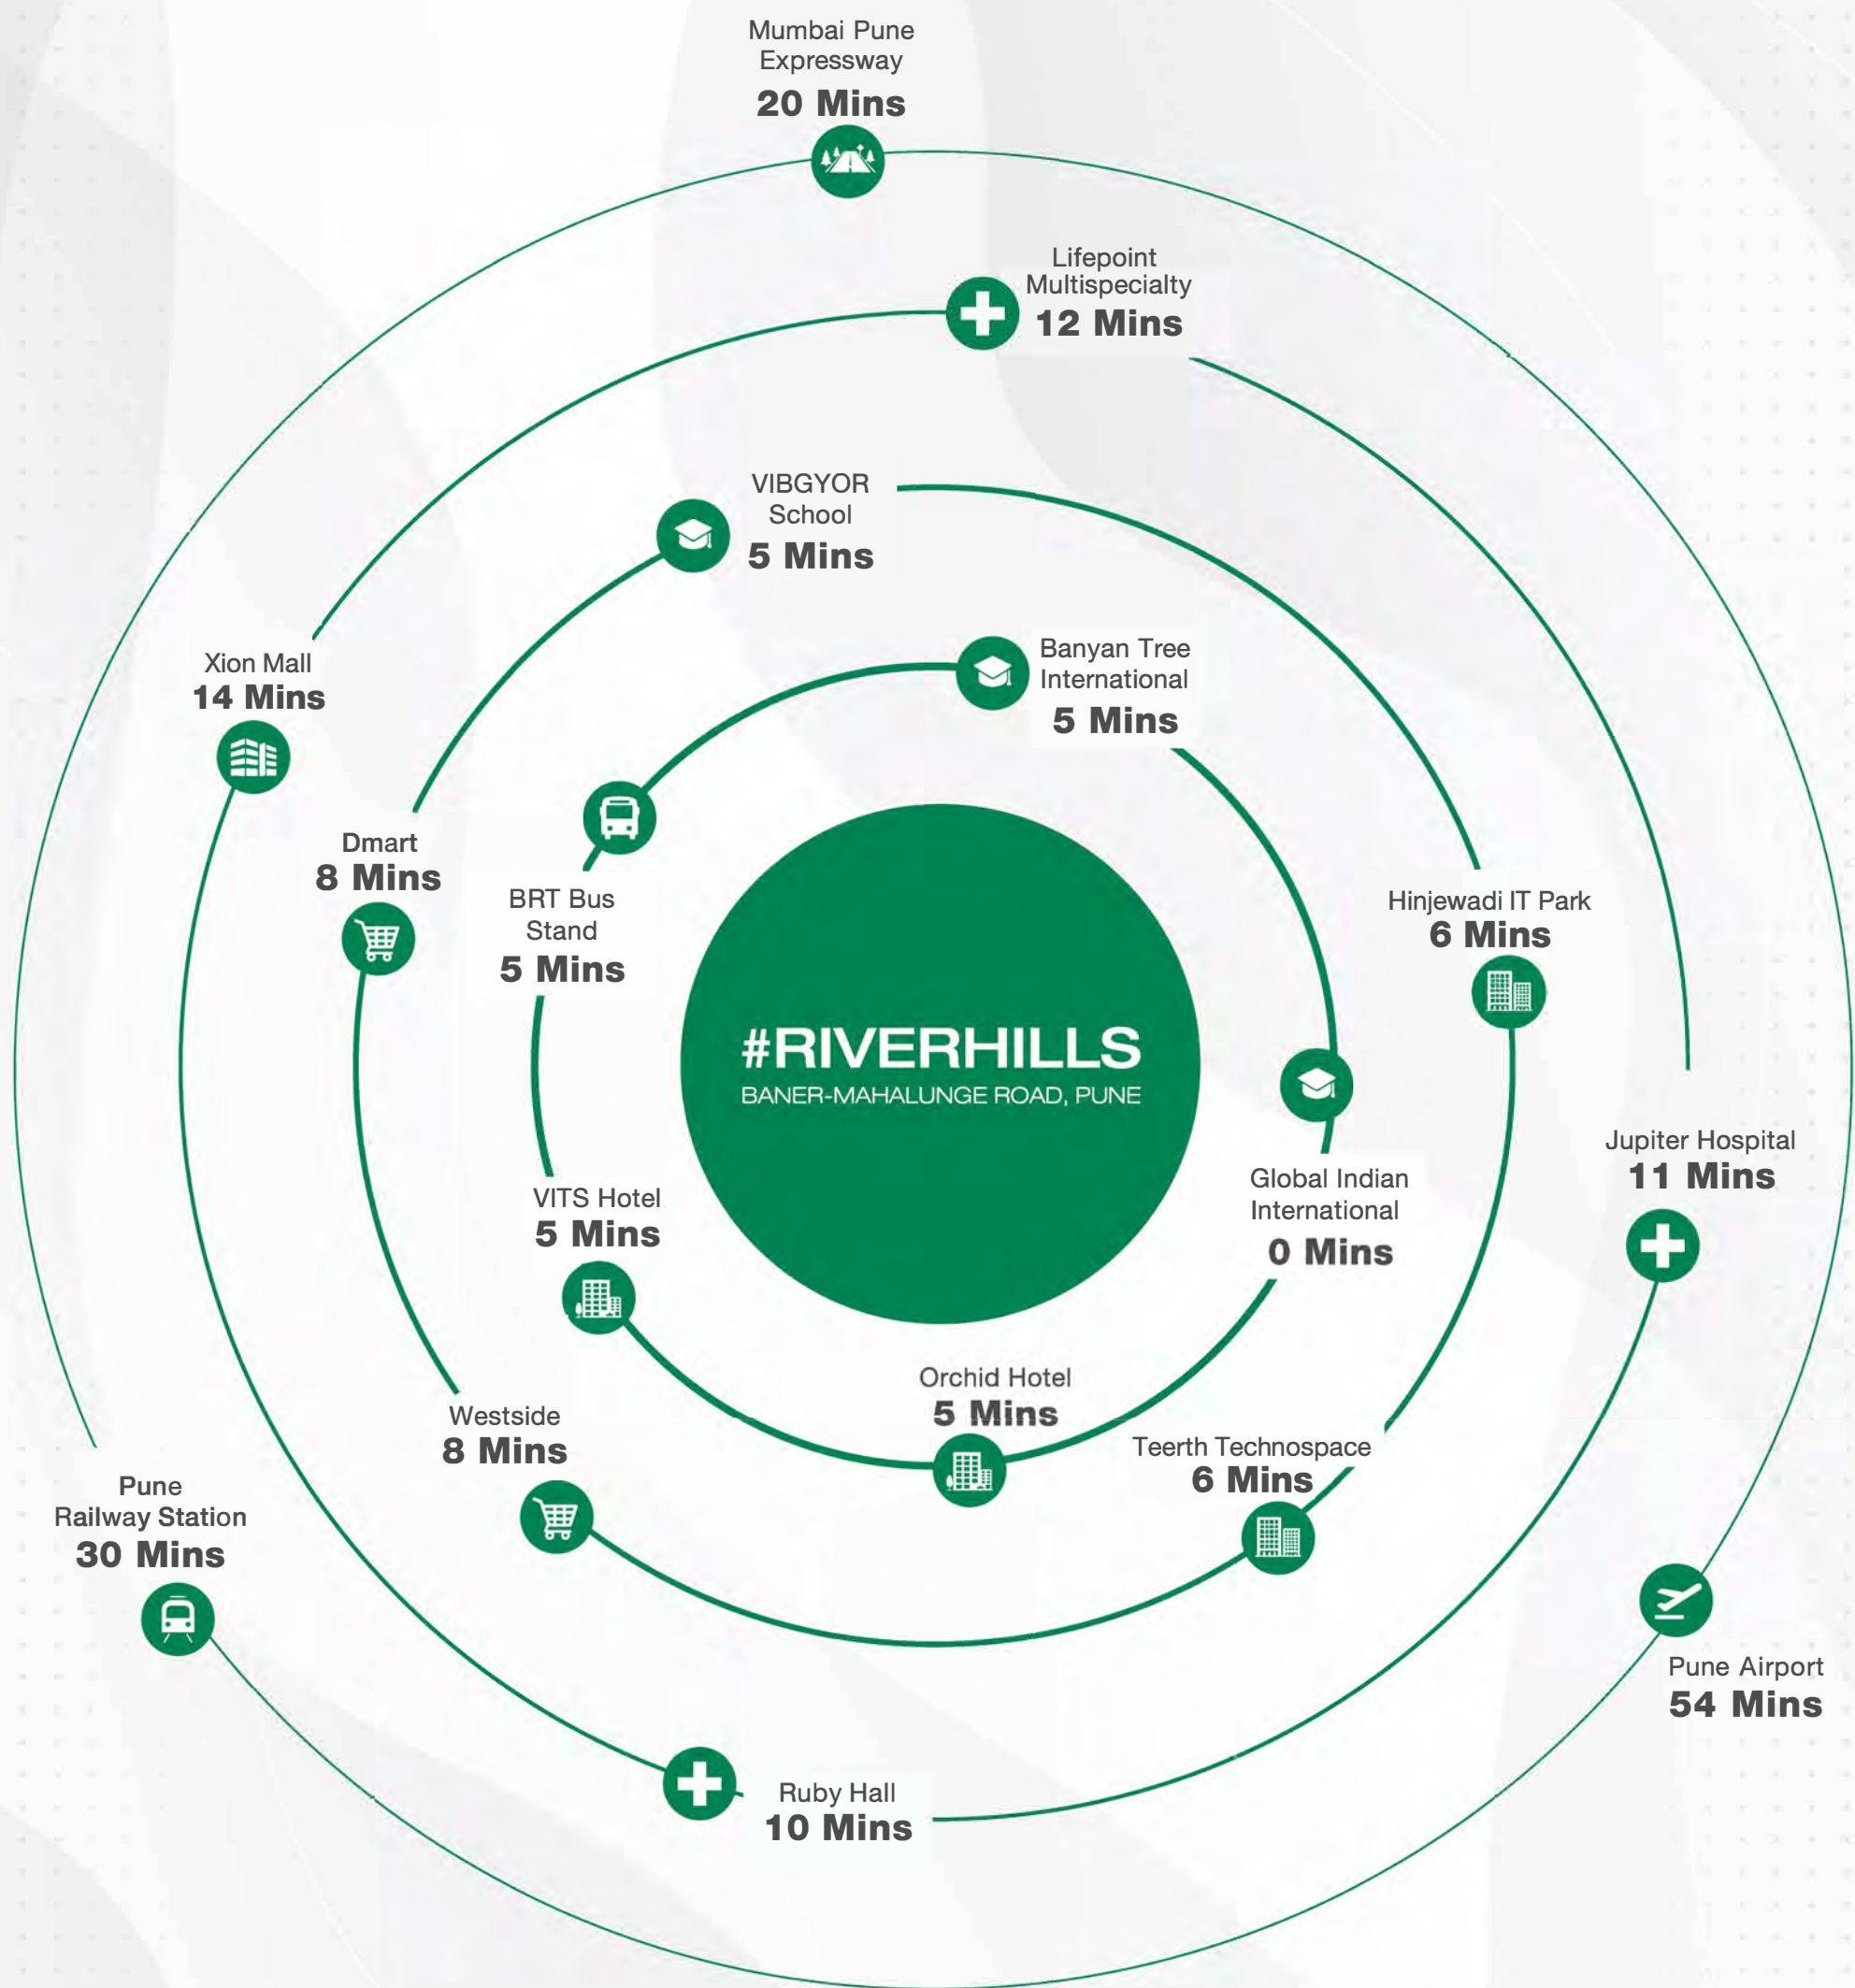 Mumbai Pune
Expressway
20 Mins
Lifepoint
Multispecialty
12 Mins
VIBGYOR
School
5 Mins
Banyan Tree
International
5 Mins
Xion Mall
14 Mins
Dmart
8 Mins
BRT Bus
Stand
5 Mins
Hinjewadi IT Park
6 Mins
#RIVERHILLS
BANER-MAHALUNGE ROAD, PUNE
Jupiter Hospital
11 Mins
Global Indian
International
0 Mins
VITS Hotel
5 Mins
Orchid Hotel
5 Mins
Westside
8 Mins
Teerth Technospace
6 Mins
Pune
Railway Station
30 Mins
Pune Airport
54 Mins
Ruby Hall
10 Mins